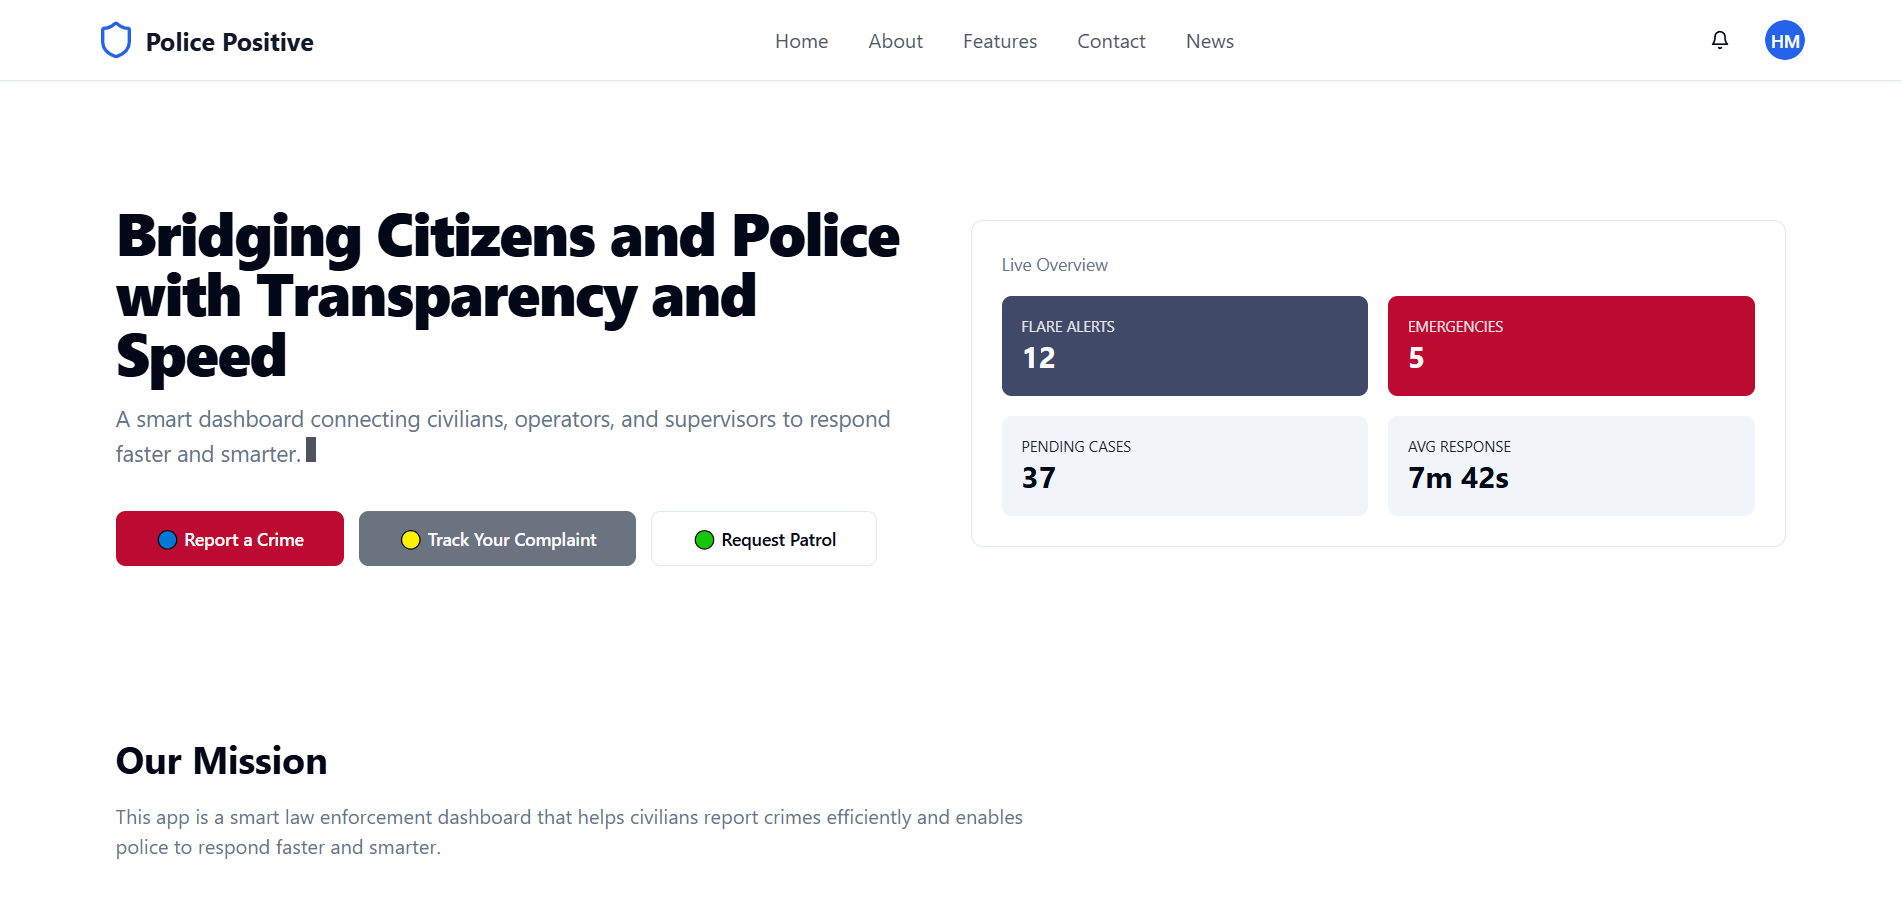 Police Positive
Home
About
Features
Contact
News
HM
Bridging Citizens and Police
with Transparency and
Speed
A smart dashboard connecting civilians, operators, and supervisors to respond
faster and smarter.
Report a Crime
Track Your Complaint
Request Patrol
Live Overview
FLARE ALERTS
12
EMERGENCIES
5
PENDING CASES
37
AVG RESPONSE
7m 42s
Our Mission
This app is a smart law enforcement dashboard that helps civilians report crimes efficiently and enables
police to respond faster and smarter.